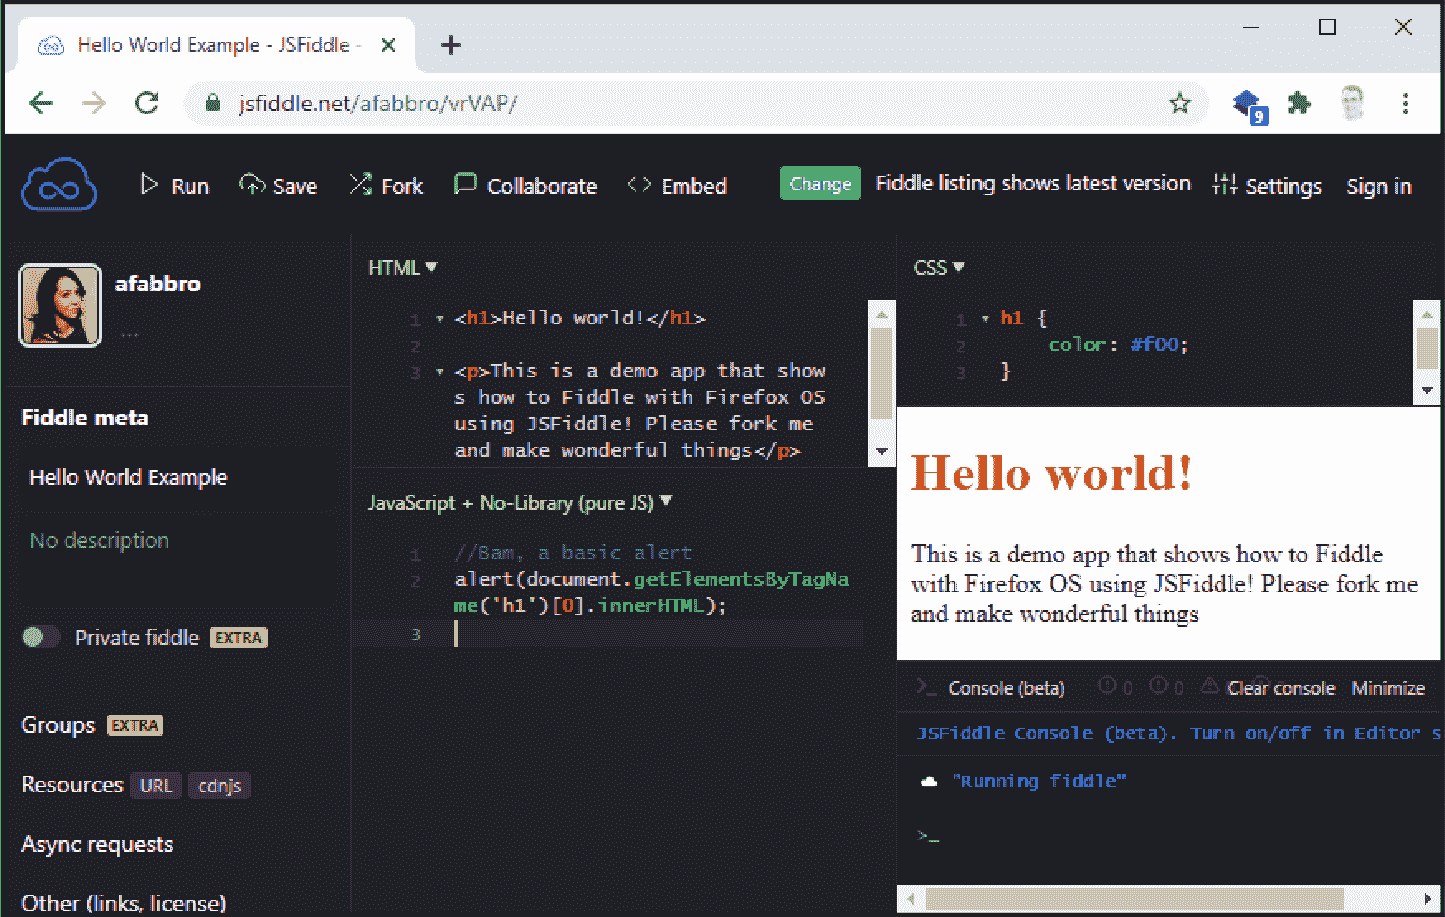 Hello World Example - JSFiddle -
jsfiddle.net/afabbro/vrVAP/
9
Run
Save
Fork
Collaborate
Embed
Change
Fiddle listing shows latest version
Settings
Sign in
afabbro
...
Fiddle meta
Hello World Example
No description
Private fiddle EXTRA
Groups EXTRA
Resources URL cdnjs
Async requests
Other (links, license)
HTML
1 <h1>Hello world!</h1>
2
3 <p>This is a demo app that show
s how to Fiddle with Firefox OS
using JSFiddle! Please fork me
and make wonderful things</p>
JavaScript + No-Library (pure JS)
1 //Bam, a basic alert
2 alert(document.getElementsByTagNa
me('h1')[0].innerHTML);
3
CSS
1 h1 {
2 color: #f00;
3 }
Hello world!
This is a demo app that shows how to Fiddle
with Firefox OS using JSFiddle! Please fork me
and make wonderful things
>_ Console (beta) 0 0 Clear console Minimize
JSFiddle Console (beta). Turn on/off in Editor s
"Running fiddle"
>_